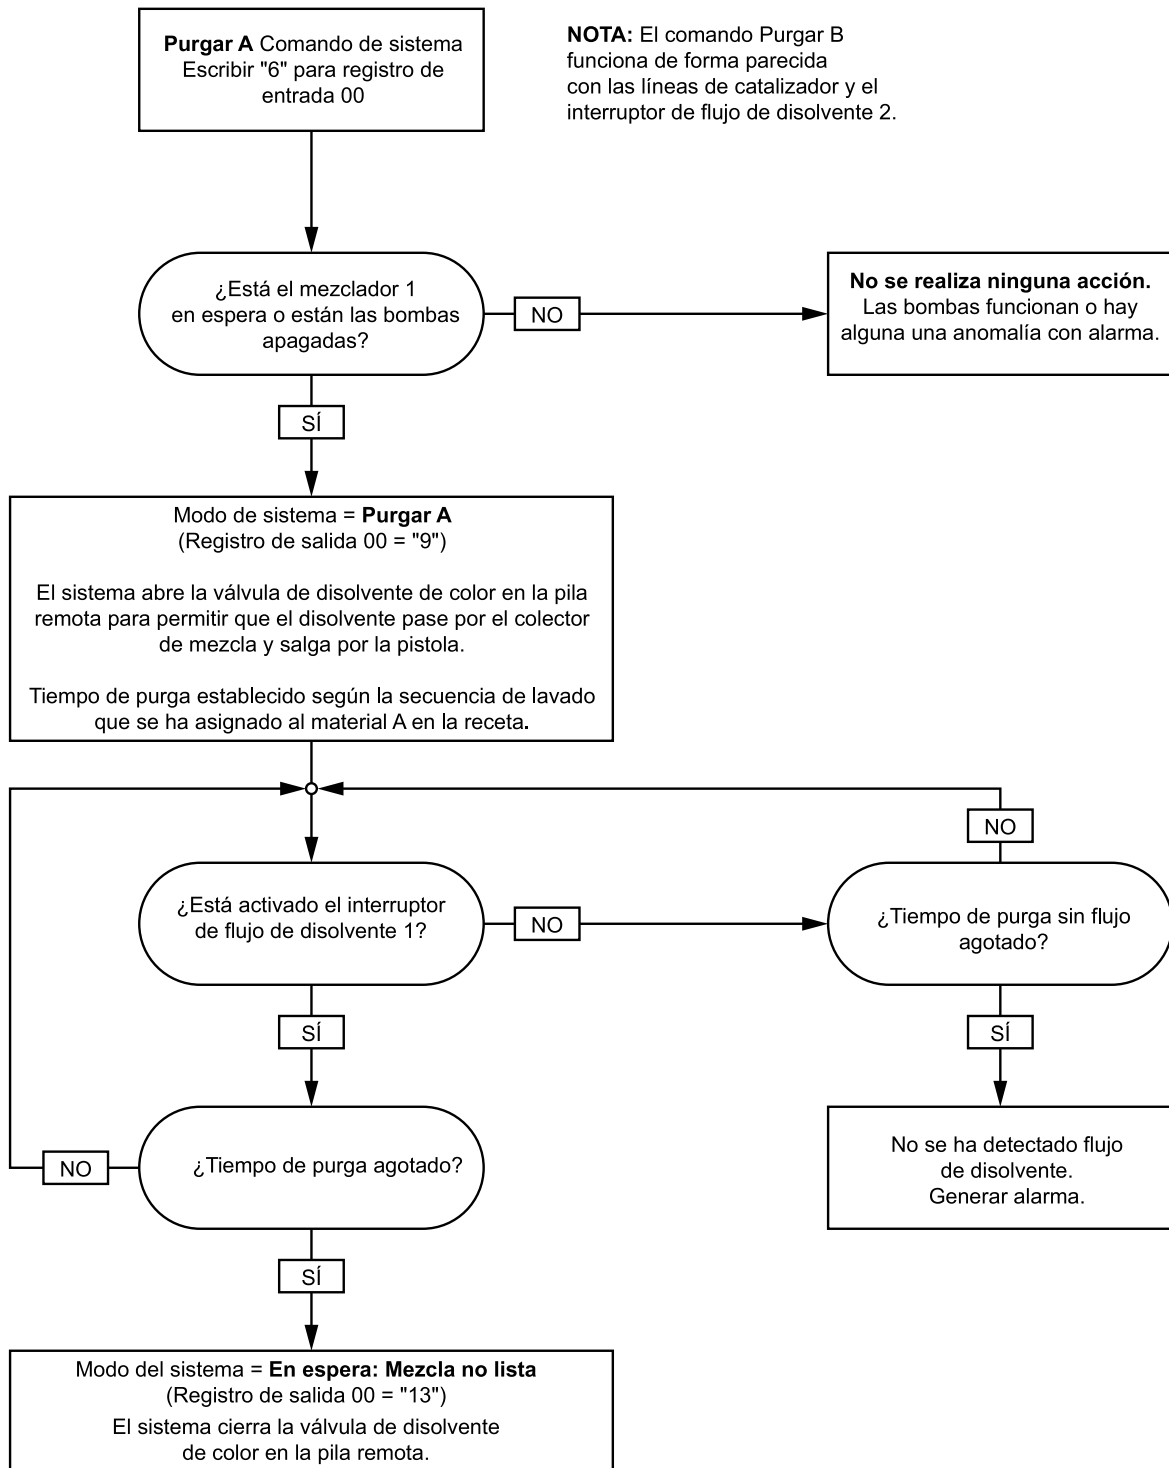 Purgar A Comando de sistema
Escribir "6" para registro de
entrada 00
NOTA: El comando Purgar B
funciona de forma parecida
con las líneas de catalizador y el
interruptor de flujo de disolvente 2.
¿Está el mezclador 1
en espera o están las bombas
apagadas?
NO
No se realiza ninguna acción.
Las bombas funcionan o hay
alguna una anomalía con alarma.
SÍ
Modo de sistema = Purgar A
(Registro de salida 00 = "9")
El sistema abre la válvula de disolvente de color en la pila
remota para permitir que el disolvente pase por el colector
de mezcla y salga por la pistola.
Tiempo de purga establecido según la secuencia de lavado
que se ha asignado al material A en la receta.
NO
¿Está activado el interruptor
de flujo de disolvente 1?
NO
¿Tiempo de purga sin flujo
agotado?
SÍ
SÍ
¿Tiempo de purga agotado?
NO
No se ha detectado flujo
de disolvente.
Generar alarma.
SÍ
Modo del sistema = En espera: Mezcla no lista
(Registro de salida 00 = "13")
El sistema cierra la válvula de disolvente
de color en la pila remota.